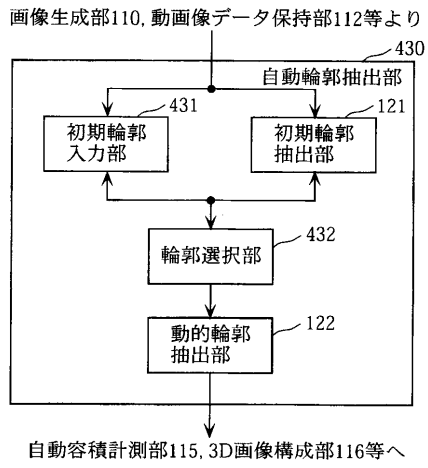 画像生成部110,動画像データ保持部112等より
430
自動輪郭抽出部
431
121
初期輪郭
入力部
初期輪郭
抽出部
432
輪郭選択部
122
動的輪郭
抽出部
自動容積計測部115,3D画像構成部116等へ